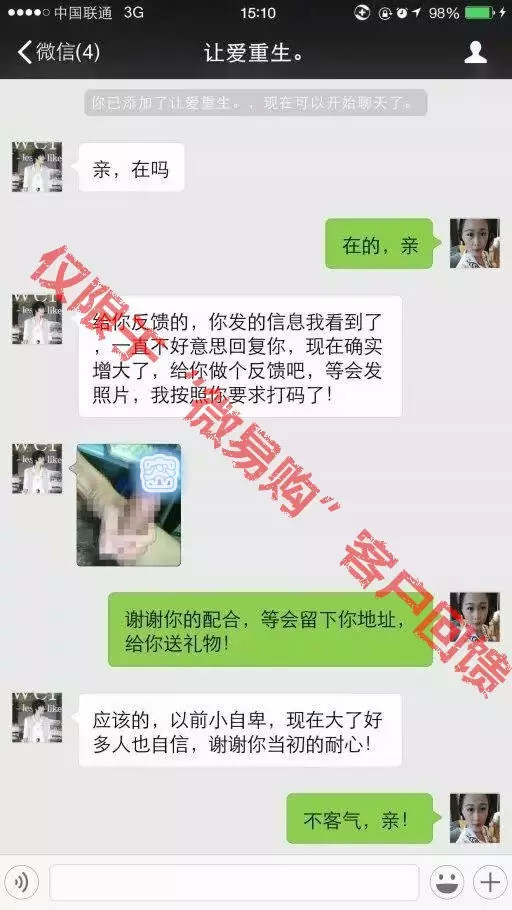 中国联通 3G 15:10 98%
微信(4) 让爱重生。
你已添加了让爱重生。，现在可以开始聊天了。
亲，在吗
在的，亲
给你反馈的，你发的信息我看到了
，一直不好意思回复你，现在确实
增大了，给你做个反馈吧，等会发
照片，我按照你要求打码了！
密
谢谢你的配合，等会留下你地址，
给你送礼物！
应该的，以前小自卑，现在大了好
多人也自信，谢谢你当初的耐心！
不客气，亲！
仅限于“微易购”客户回馈